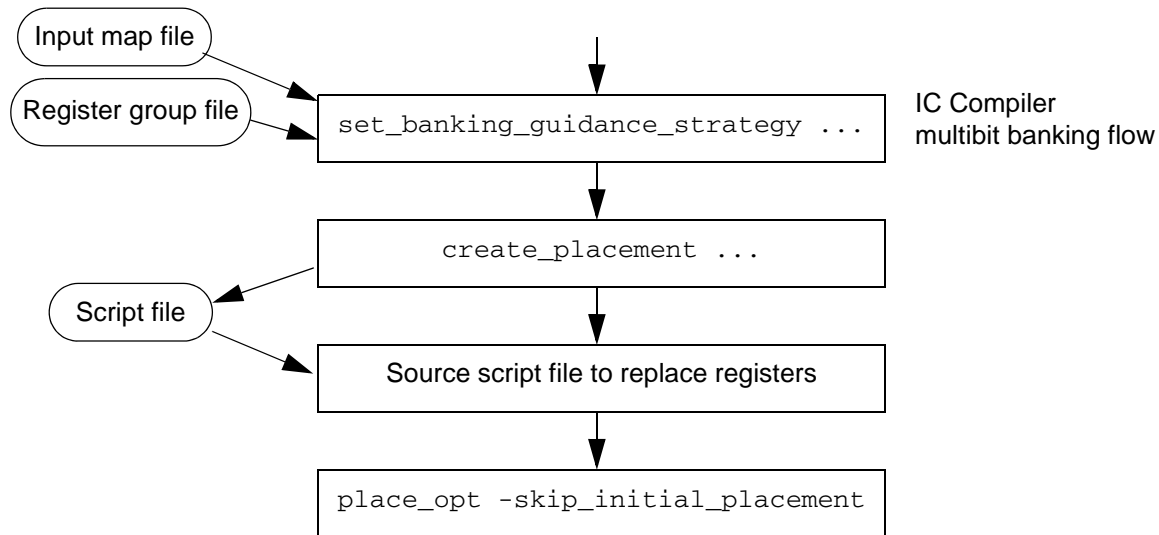 Input map file
Register group file
set_banking_guidance_strategy ...
IC Compiler
multibit banking flow
create_placement ...
Script file
Source script file to replace registers
place_opt -skip_initial_placement